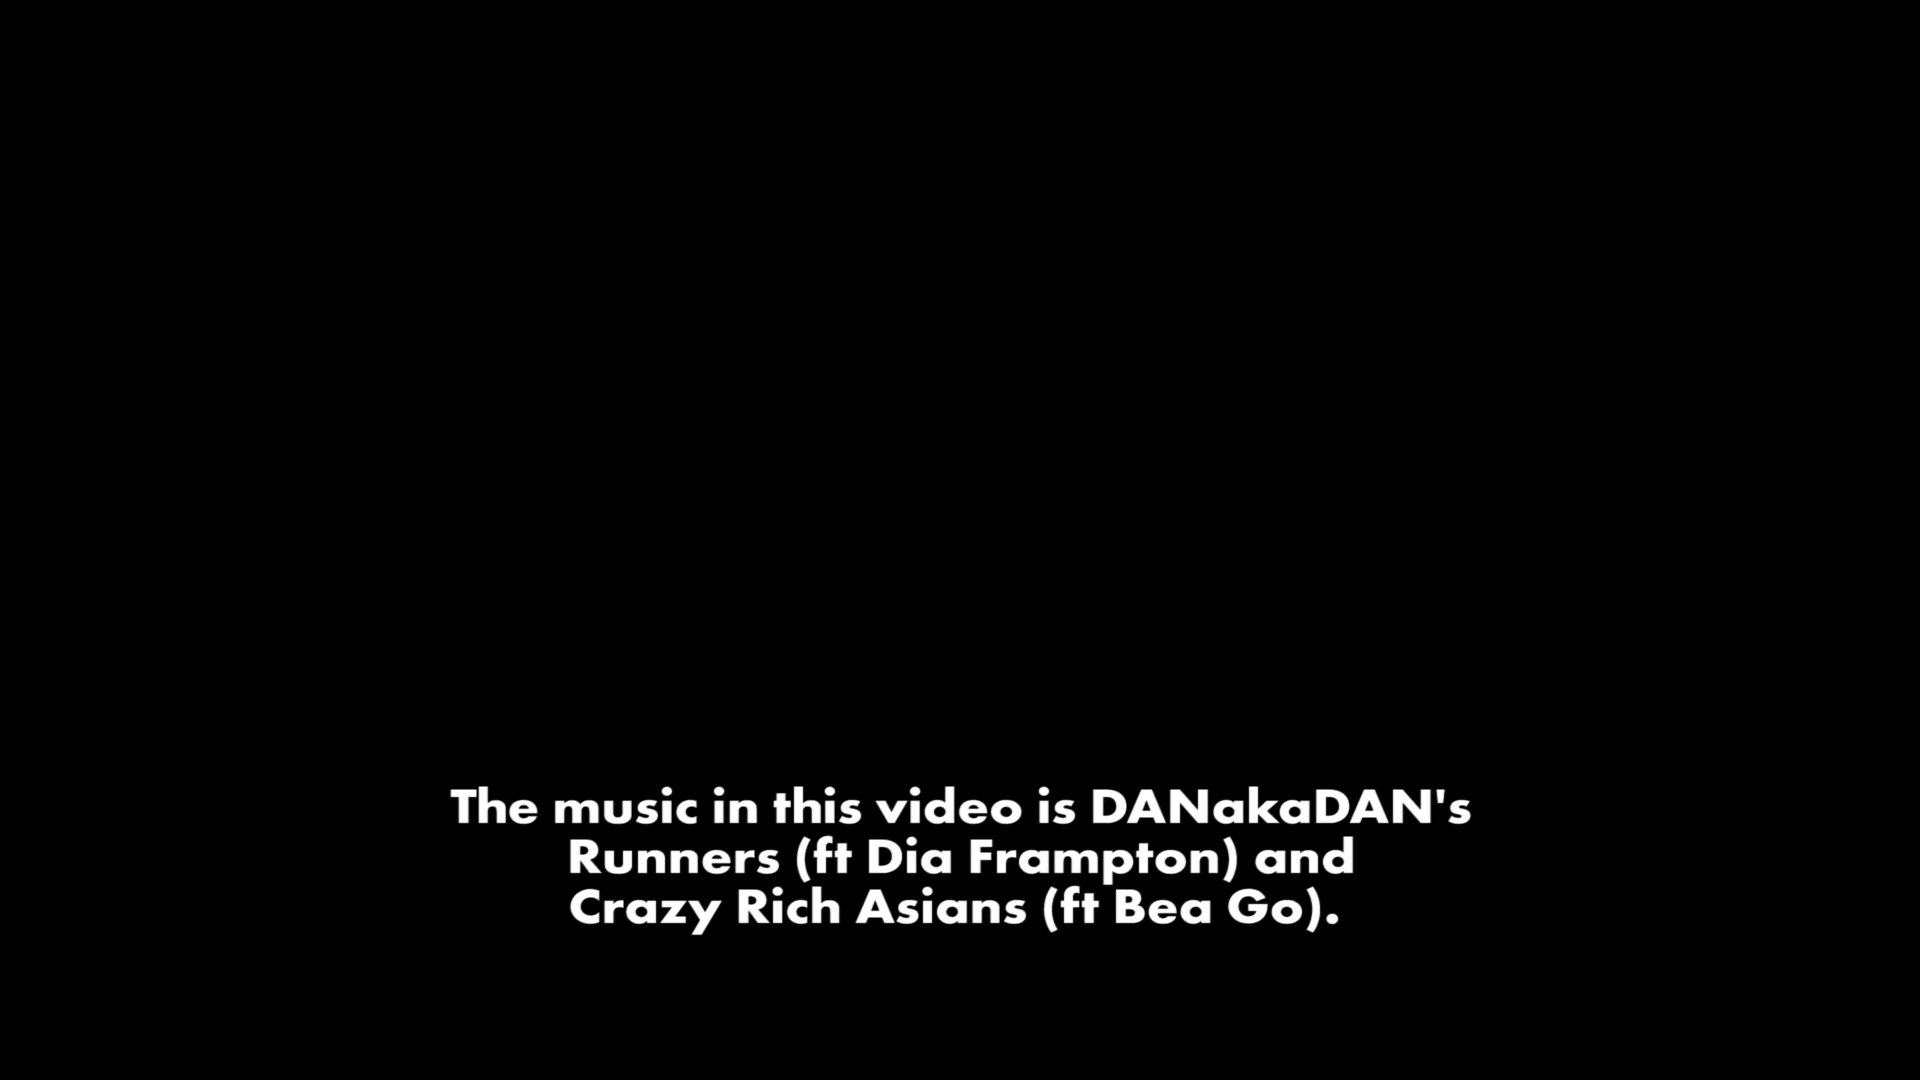 The music in this video is DANakaDAN's
Runners (ft Dia Frampton) and
Crazy Rich Asians (ft Bea Go).